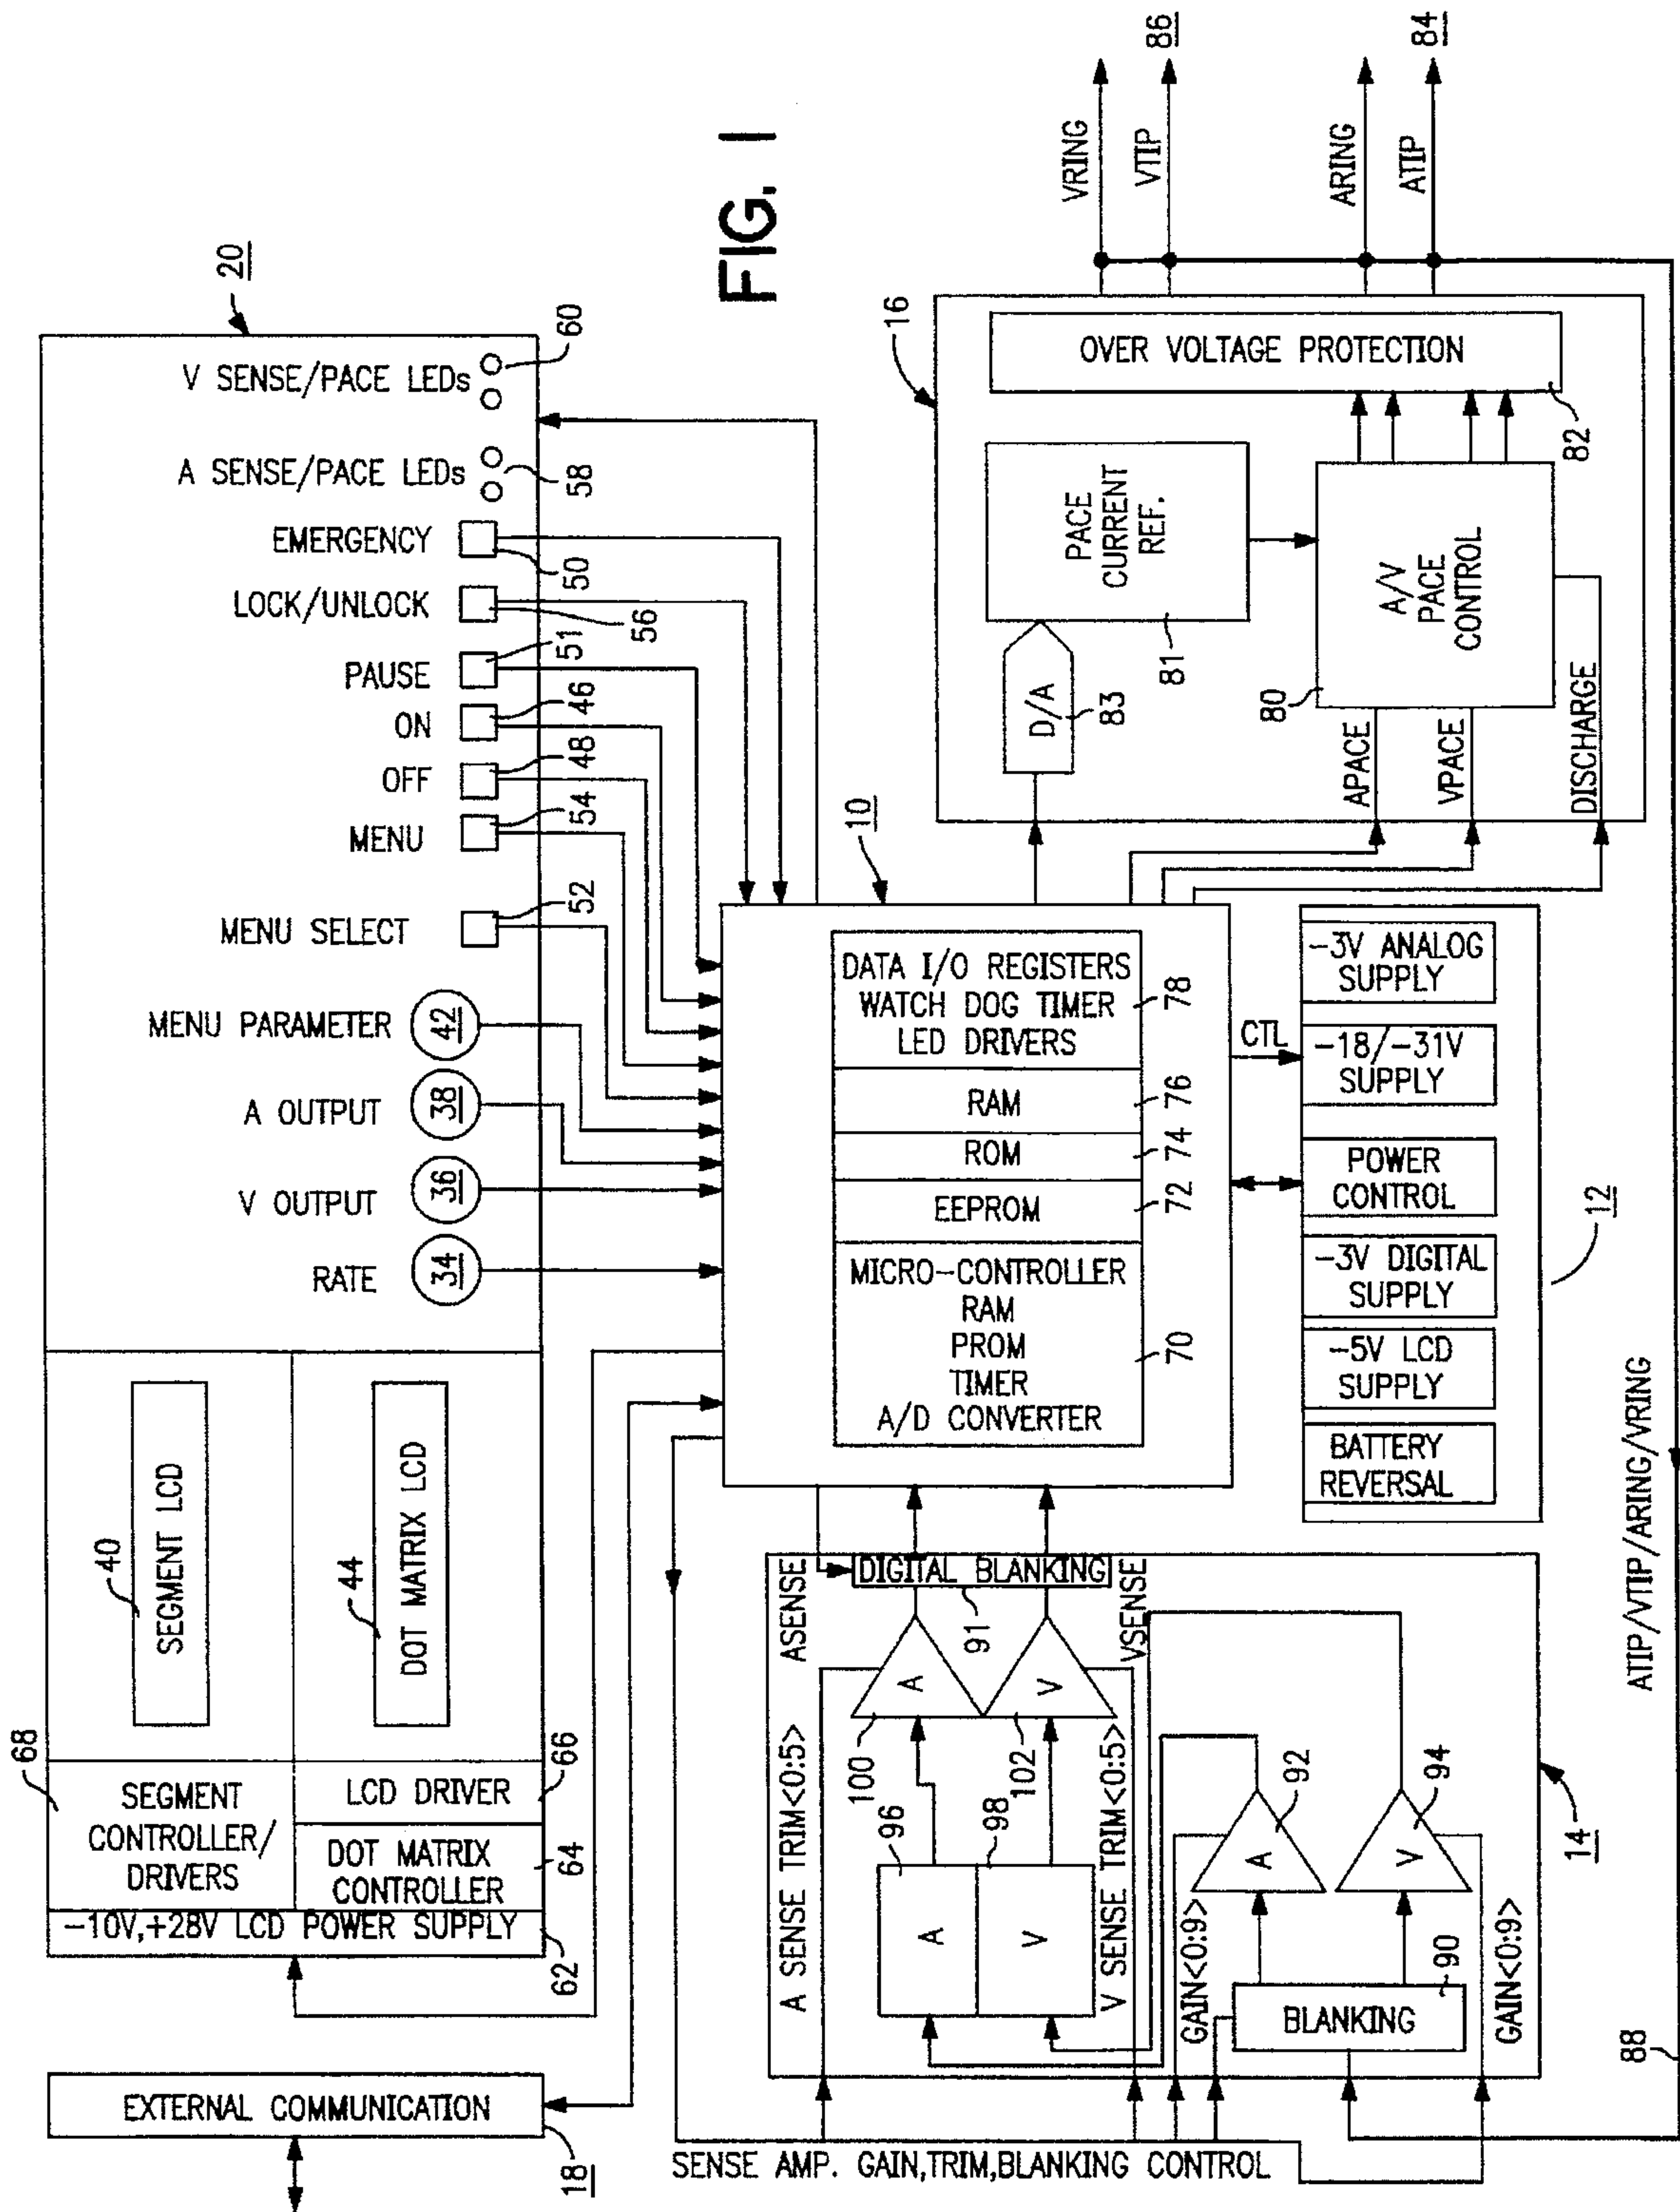 FIG. 1
20
V SENSE/PACE LEDs
60
A SENSE/PACE LEDs
58
EMERGENCY
50
LOCK/UNLOCK
56
PAUSE
51
ON
46
OFF
48
MENU
54
MENU SELECT
52
MENU PARAMETER
42
A OUTPUT
38
V OUTPUT
36
RATE
34
40
SEGMENT LCD
44
DOT MATRIX LCD
68
SEGMENT
CONTROLLER/
DRIVERS
LCD DRIVER
66
DOT MATRIX
CONTROLLER
64
-10V,+28V LCD POWER SUPPLY
62
EXTERNAL COMMUNICATION
18
10
DATA I/O REGISTERS
WATCH DOG TIMER
LED DRIVERS
78
RAM
76
ROM
74
EEPROM
72
MICRO-CONTROLLER
RAM
PROM
TIMER
A/D CONVERTER
70
16
OVER VOLTAGE PROTECTION
82
PACE
CURRENT
REF.
81
D/A
83
A/V
PACE
CONTROL
80
APACE
VPACE
DISCHARGE
VRING
VTIP
86
ARING
ATIP
84
CTL
-3V ANALOG
SUPPLY
-18/-31V
SUPPLY
POWER
CONTROL
-3V DIGITAL
SUPPLY
-5V LCD
SUPPLY
BATTERY
REVERSAL
12
ATIP/VTIP/ARING/VRING
88
ASENSE
DIGITAL BLANKING
91
VSENSE
A SENSE TRIM<0:5>
A
100
V
102
V SENSE TRIM<0:5>
96
A
98
V
A
92
V
94
GAIN<0:9>
BLANKING
90
GAIN<0:9>
14
SENSE AMP. GAIN,TRIM,BLANKING CONTROL